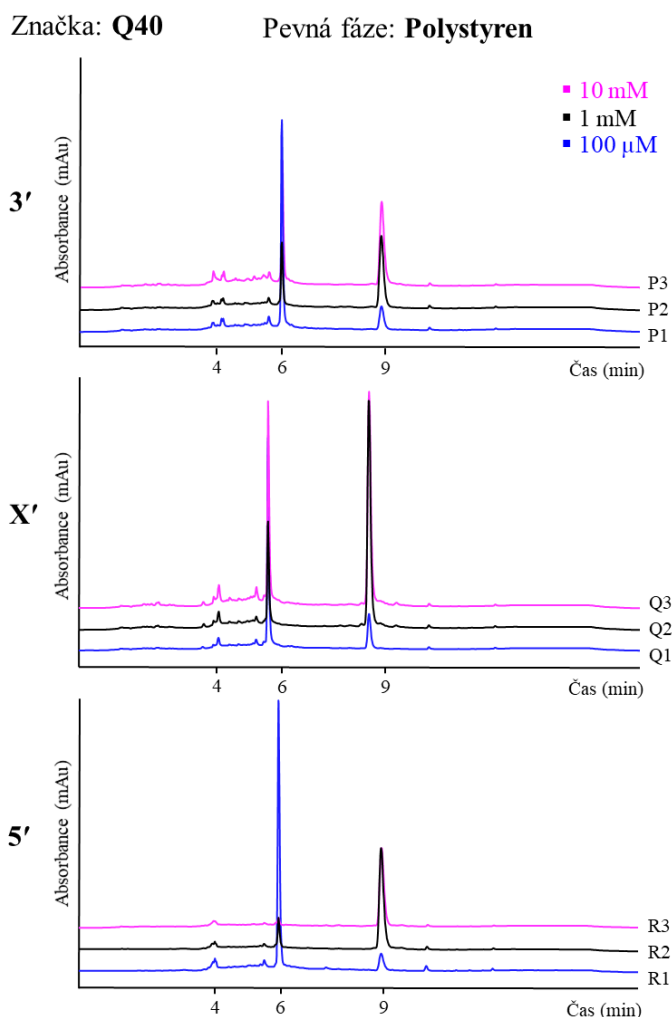 Značka: Q40 Pevná fáze: Polystyren
10 mM
1 mM
100 µM
3′
Absorbance (mAu)
P3
P2
P1
4 6 9 Čas (min)
X′
Absorbance (mAu)
Q3
Q2
Q1
4 6 9 Čas (min)
5′
Absorbance (mAu)
R3
R2
R1
4 6 9 Čas (min)